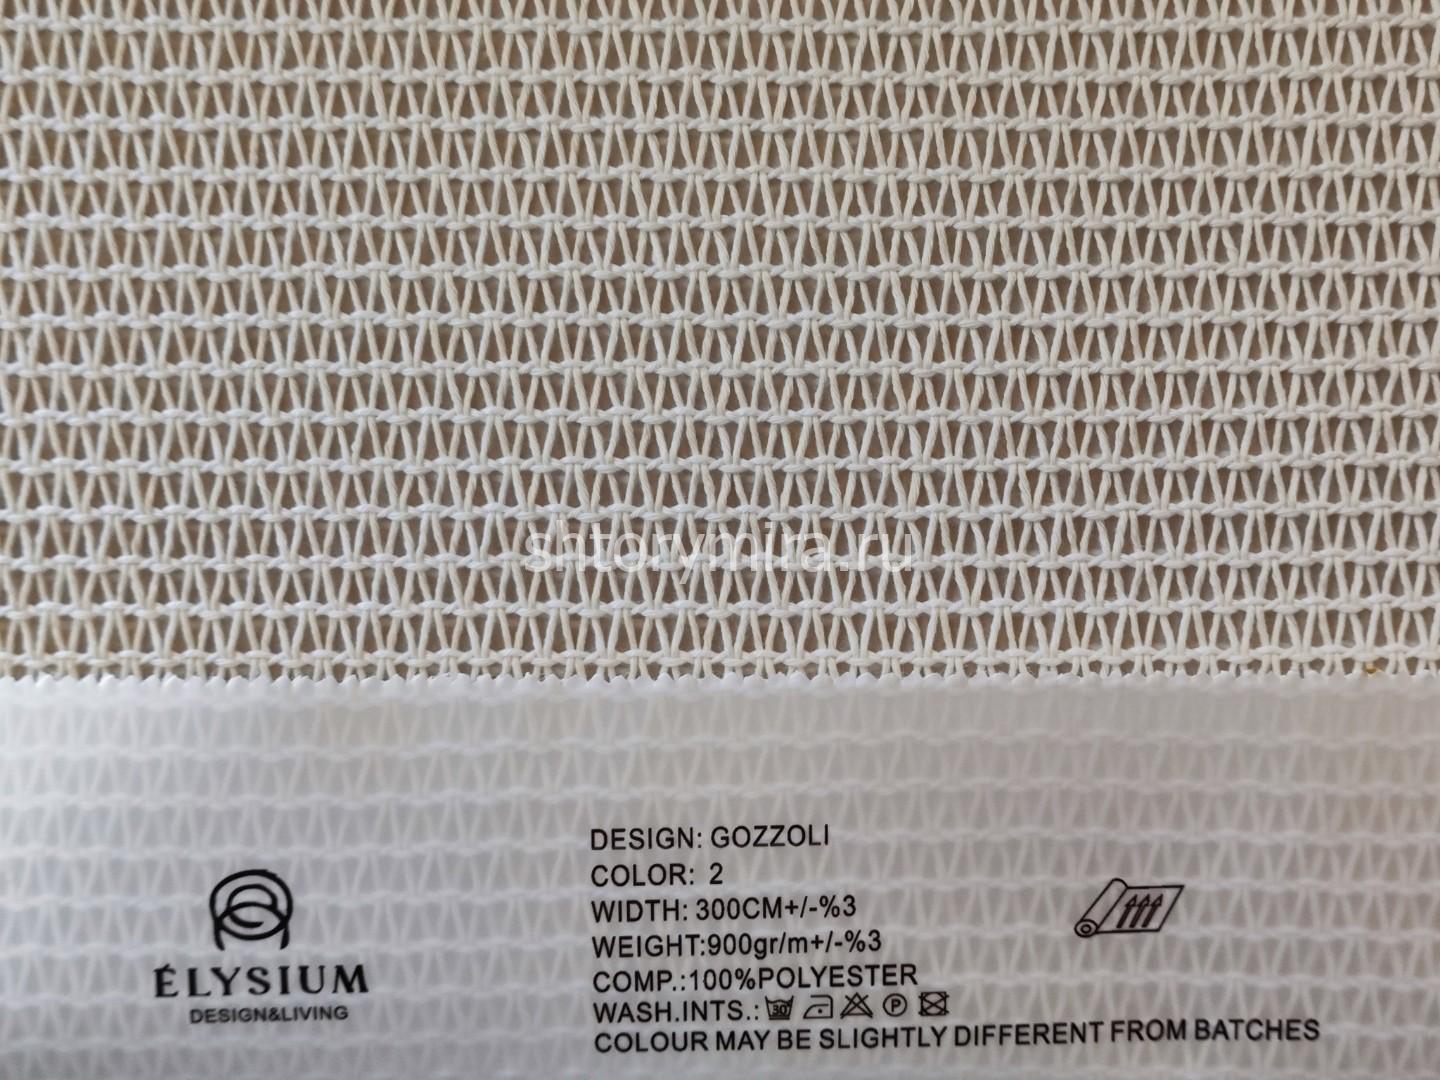 shtorymira.ru
DESIGN: GOZZOLI
COLOR: 2
WIDTH: 300CM+/-%3
WEIGHT:900gr/m+/-%3
COMP.:100%POLYESTER
WASH.INTS.: 30 P
COLOUR MAY BE SLIGHTLY DIFFERENT FROM BATCHES
ÉLYSIUM
DESIGN&LIVING